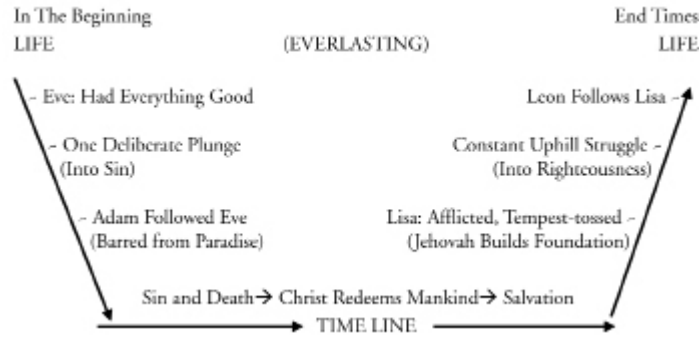 In The Beginning
End Times
LIFE
(EVERLASTING)
LIFE
- Eve: Had Everything Good
Leon Follows Lisa -
- One Deliberate Plunge
(Into Sin)
Constant Uphill Struggle -
(Into Righteousness)
- Adam Followed Eve
(Barred from Paradise)
Lisa: Afflicted, Tempest-tossed -
(Jehovah Builds Foundation)
Sin and Death→ Christ Redeems Mankind→ Salvation
TIME LINE